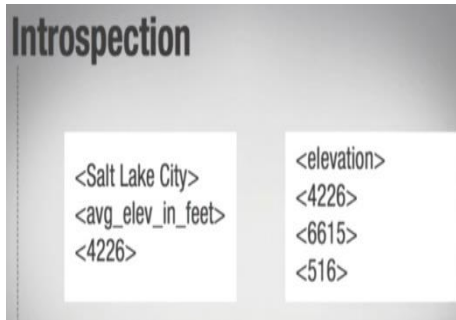 Introspection
<Salt Lake City>
<avg_elev_in_feet>
<4226>
<elevation>
<4226>
<6615>
<516>